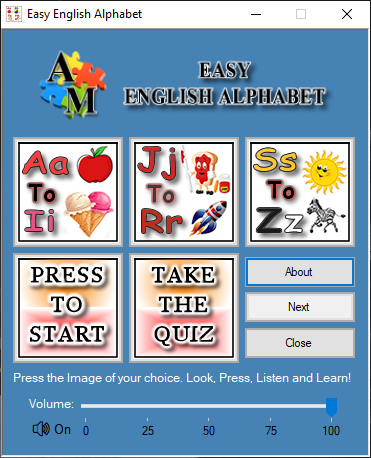 Easy English Alphabet
A
M
EASY
ENGLISH ALPHABET
Aa
To
Ii
Jj
To
Rr
Ss
To
Zz
PRESS
TO
START
TAKE
THE
QUIZ
About
Next
Close
Press the Image of your choice. Look, Press, Listen and Learn!
Volume:
On
0 25 50 75 100